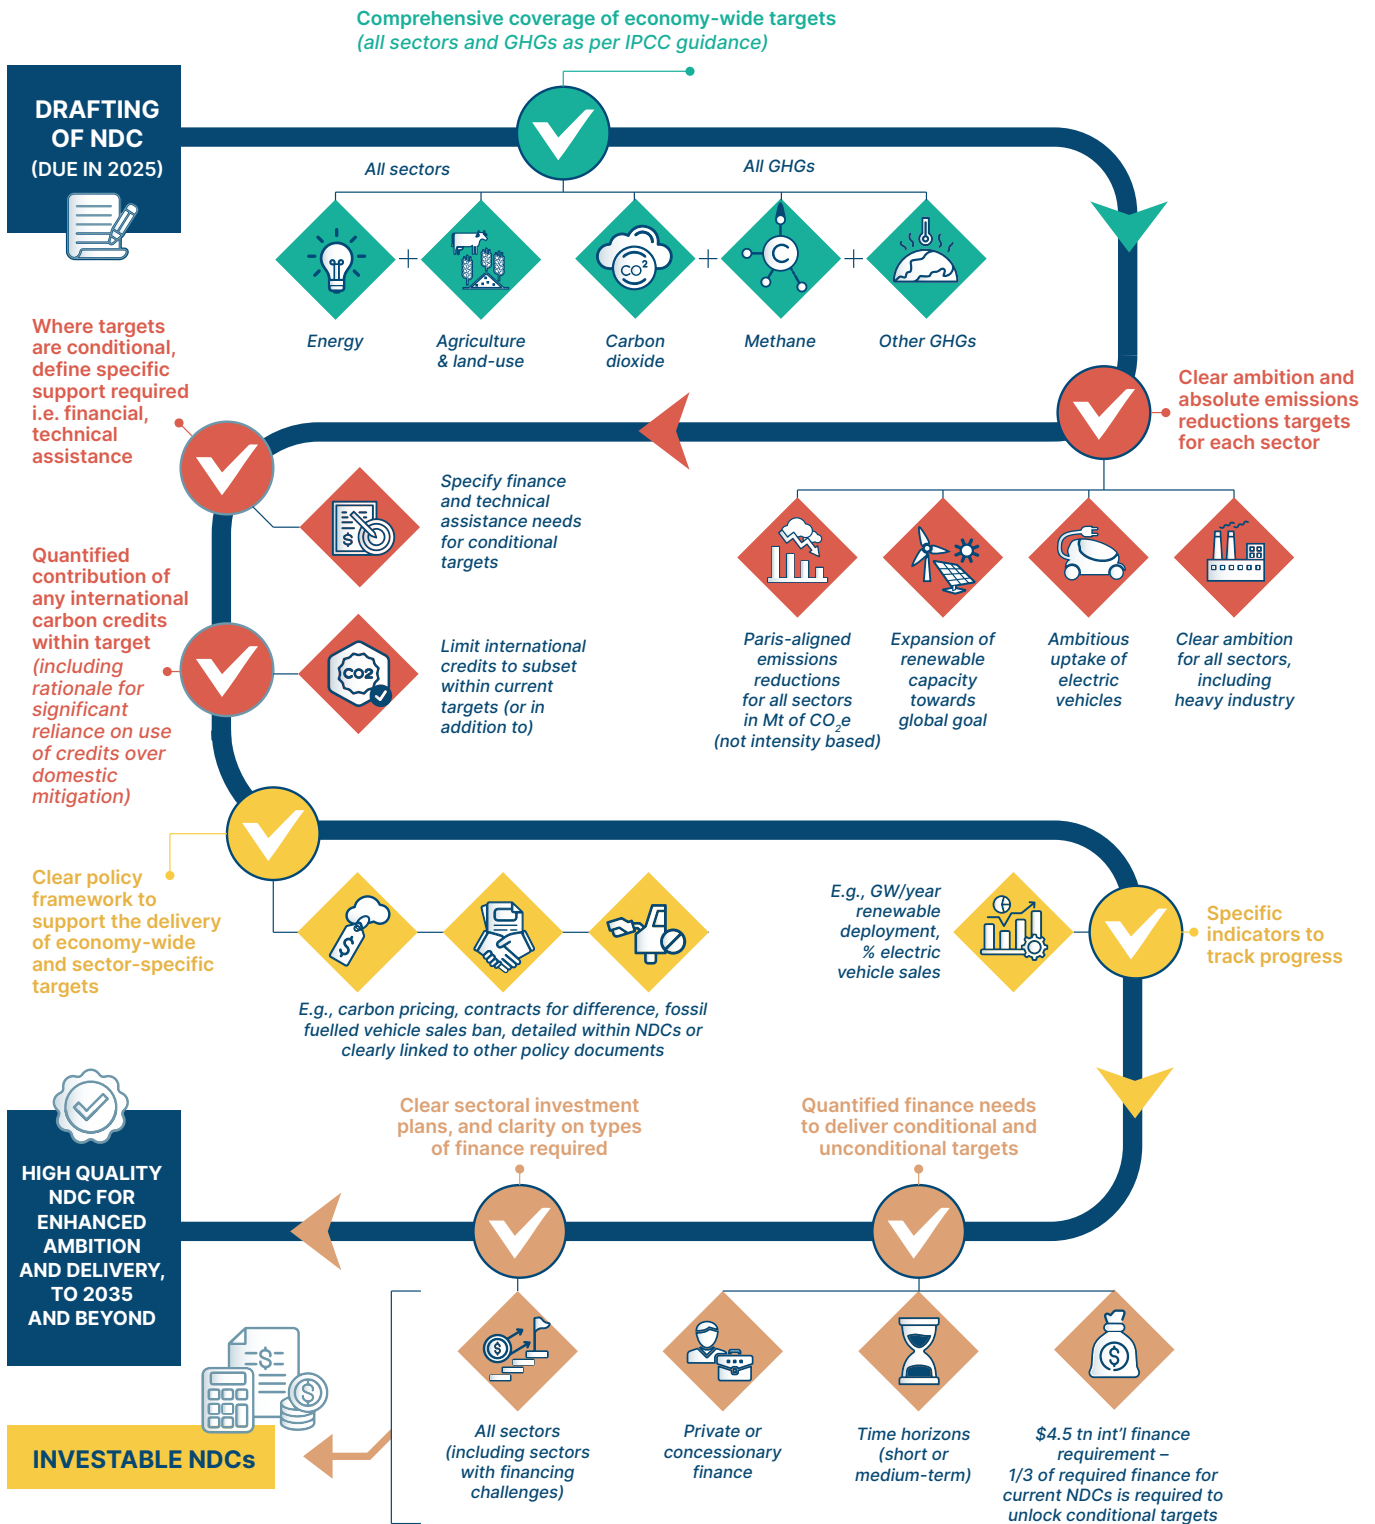 Comprehensive coverage of economy-wide targets
(all sectors and GHGs as per IPCC guidance)
DRAFTING
OF NDC
(DUE IN 2025)
All sectors
All GHGs
CO2
C
Energy
Agriculture
& land-use
Carbon
dioxide
Methane
Other GHGs
Clear ambition and
absolute emissions
reductions targets
for each sector
Paris-aligned
emissions
reductions
for all sectors
in Mt of CO2e
(not intensity based)
Expansion of
renewable
capacity
towards
global goal
Ambitious
uptake of
electric
vehicles
Clear ambition
for all sectors,
including
heavy industry
Where targets
are conditional,
define specific
support required
i.e. financial,
technical
assistance
$
Specify finance
and technical
assistance needs
for conditional
targets
Quantified
contribution of
any international
carbon credits
within target
(including
rationale for
significant
reliance on use
of credits over
domestic
mitigation)
CO2
Limit international
credits to subset
within current
targets (or in
addition to)
Clear policy
framework to
support the delivery
of economy-wide
and sector-specific
targets
$
E.g., carbon pricing, contracts for difference, fossil
fuelled vehicle sales ban, detailed within NDCs or
clearly linked to other policy documents
E.g., GW/year
renewable
deployment,
% electric
vehicle sales
Specific
indicators to
track progress
Quantified finance needs
to deliver conditional and
unconditional targets
Private or
concessionary
finance
Time horizons
(short or
medium-term)
$
$4.5 tn int'l finance
requirement –
1/3 of required finance for
current NDCs is required to
unlock conditional targets
Clear sectoral investment
plans, and clarity on types
of finance required
$
All sectors
(including sectors
with financing
challenges)
HIGH QUALITY
NDC FOR
ENHANCED
AMBITION
AND DELIVERY,
TO 2035
AND BEYOND
$
$
INVESTABLE NDCs